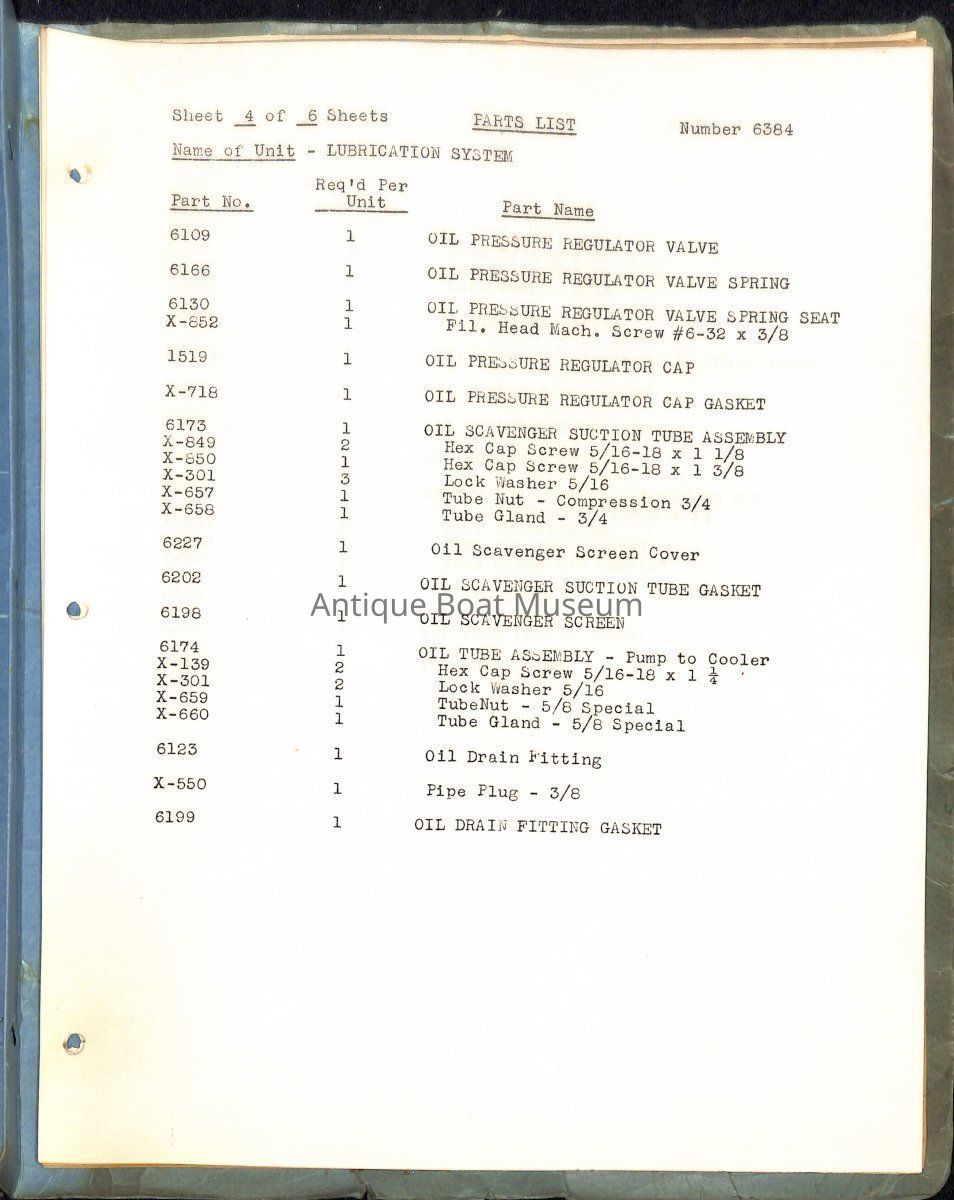 Sheet 4 of 6 Sheets PARTS LIST Number 6384
Name of Unit - LUBRICATION SYSTEM
Req'd Per
Part No. Unit Part Name
6109 1 OIL PRESSURE REGULATOR VALVE
6166 1 OIL PRESSURE REGULATOR VALVE SPRING
6130 1 OIL PRESSURE REGULATOR VALVE SPRING SEAT
X-852 1 Fil. Head Mach. Screw #6-32 x 3/8
1519 1 OIL PRESSURE REGULATOR CAP
X-718 1 OIL PRESSURE REGULATOR CAP GASKET
6173 1 OIL SCAVENGER SUCTION TUBE ASSEMBLY
X-849 2 Hex Cap Screw 5/16-18 x 1 1/8
X-850 1 Hex Cap Screw 5/16-18 x 1 3/8
X-301 3 Lock Washer 5/16
X-657 1 Tube Nut - Compression 3/4
X-658 1 Tube Gland - 3/4
6227 1 Oil Scavenger Screen Cover
6202 1 OIL SCAVENGER SUCTION TUBE GASKET
Antique Boat Museum
6198 1 OIL SCAVENGER SCREEN
6174 1 OIL TUBE ASSEMBLY - Pump to Cooler
X-139 2 Hex Cap Screw 5/16-18 x 1 ¼
X-301 2 Lock Washer 5/16
X-659 1 TubeNut - 5/8 Special
X-660 1 Tube Gland - 5/8 Special
6123 1 Oil Drain Fitting
X-550 1 Pipe Plug - 3/8
6199 1 OIL DRAIN FITTING GASKET